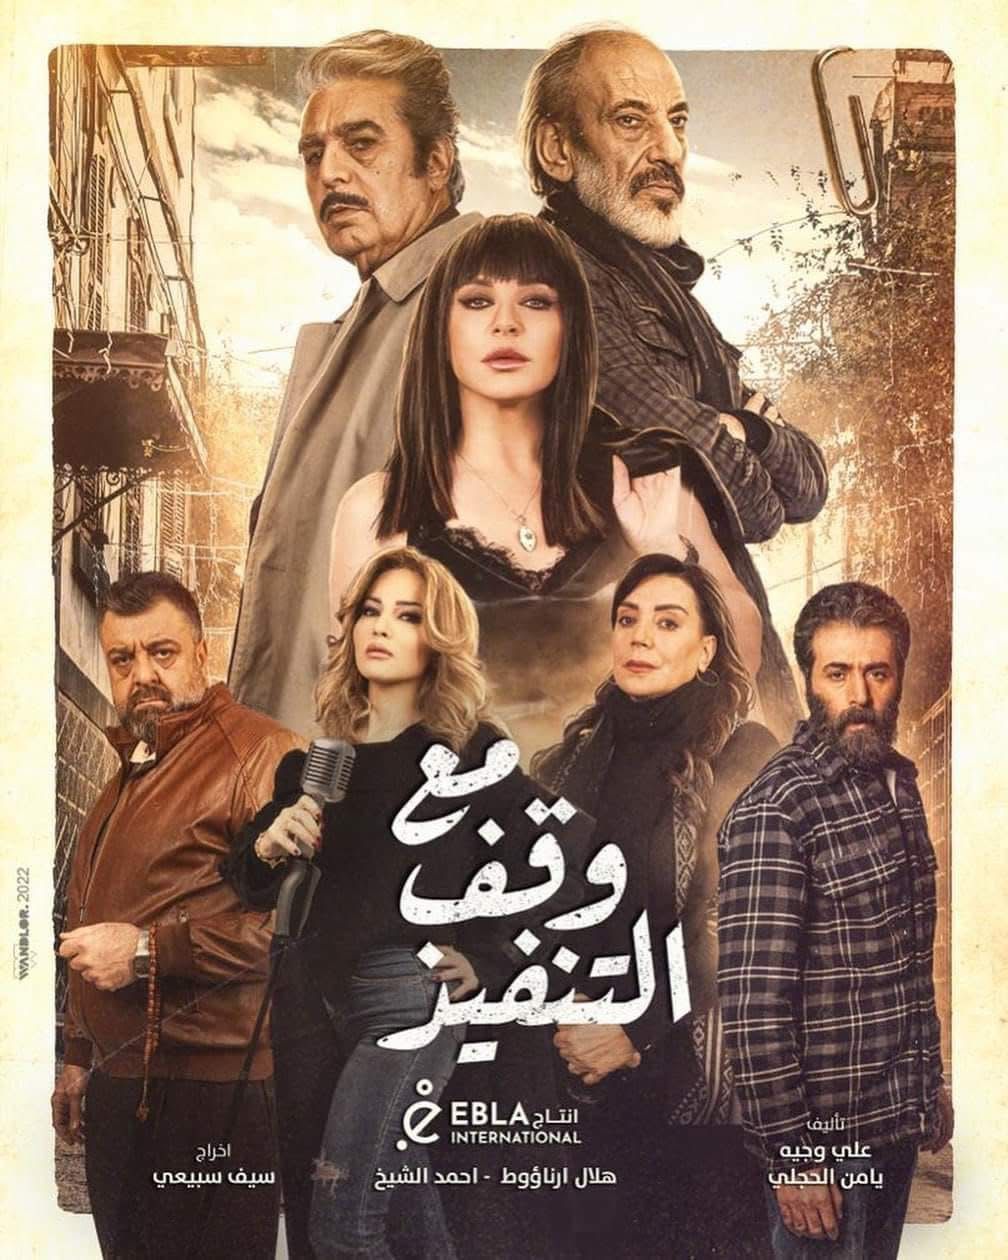 مع
وقف
التنفيذ
انتاج EBLA
INTERNATIONAL
هلال ارناؤوط - احمد الشيخ
اخراج
سيف سبيعي
تأليف
علي وجيه
يامن الحجلي
WANDLOR. 2022